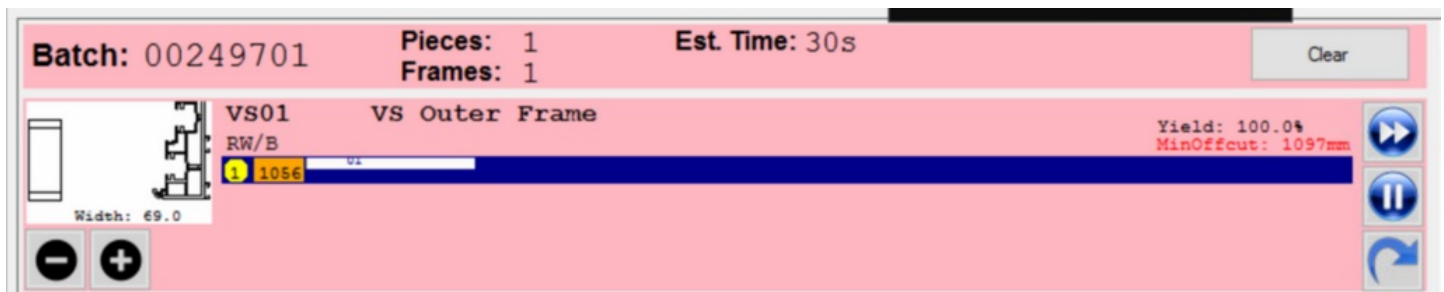 Batch: 00249701
Pieces: 1
Frames: 1
Est. Time: 30s
Clear
VS01 VS Outer Frame
RW/B
Yield: 100.0%
MinOffcut: 1097mm
1 1056 01
Width: 69.0